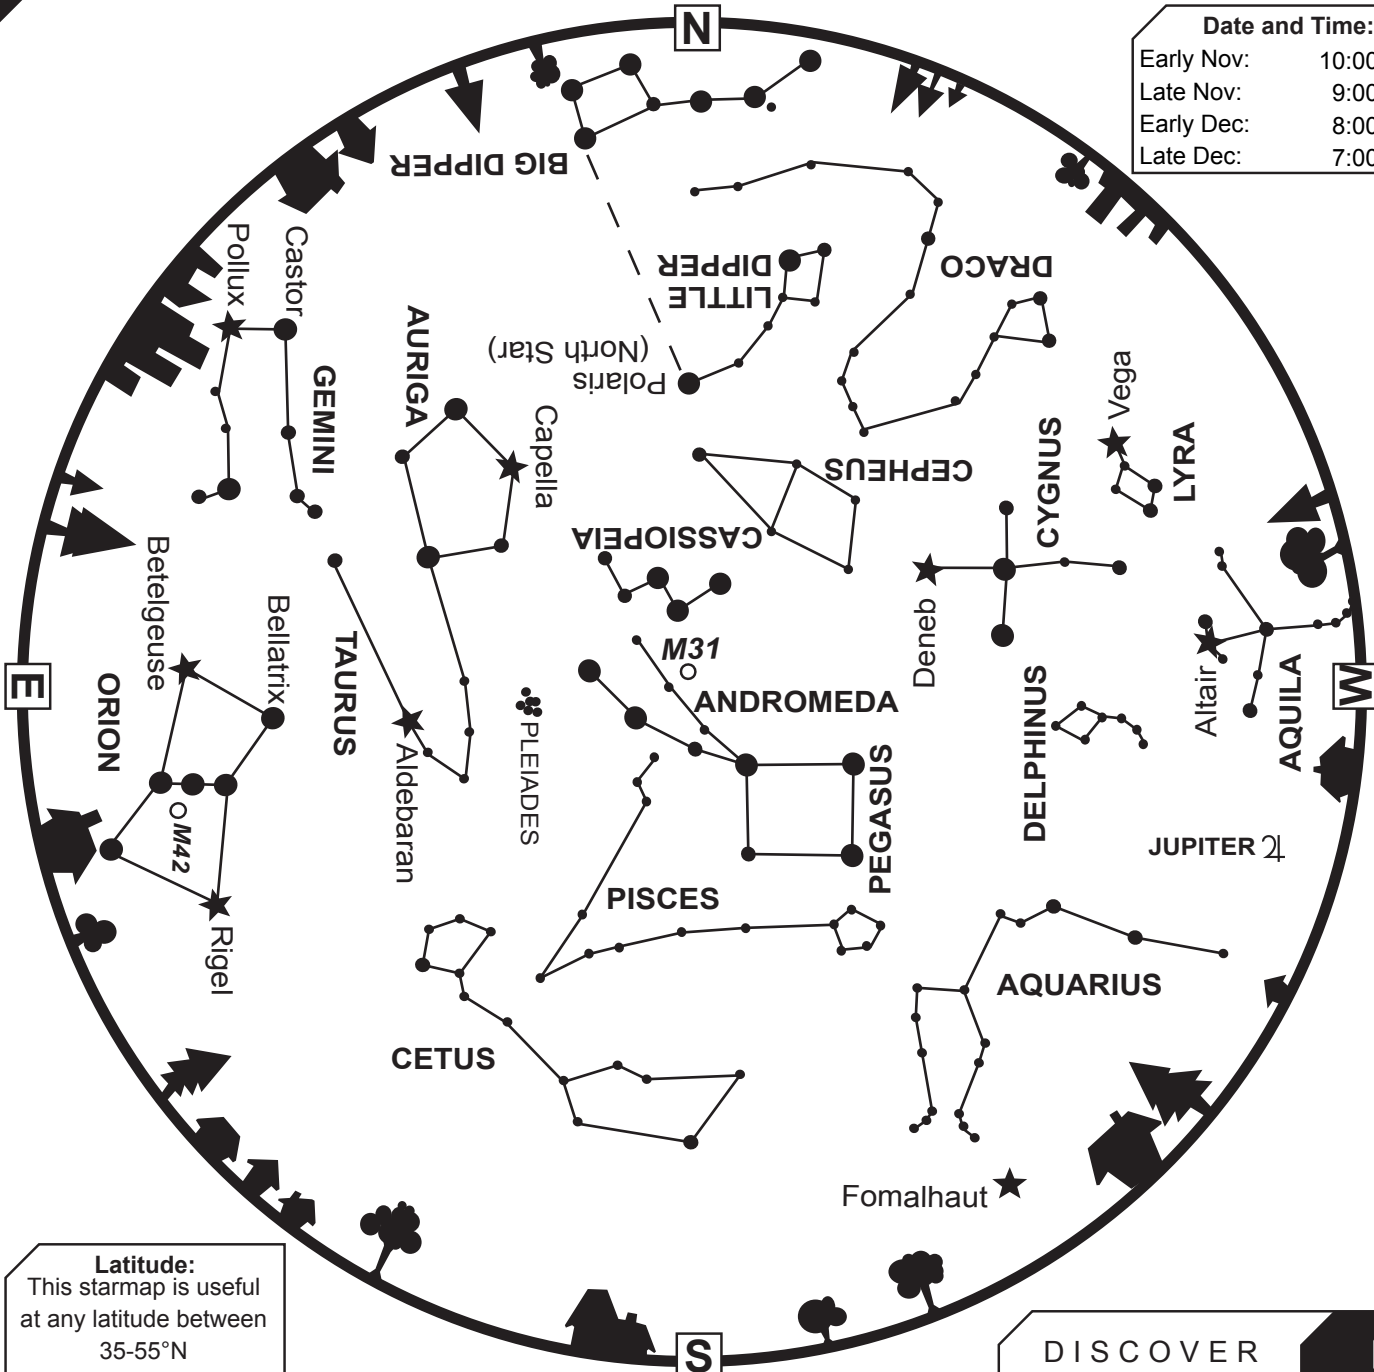 N
Date and Time:
Early Nov: 10:00
Late Nov: 9:00
Early Dec: 8:00
Late Dec: 7:00
BIG DIPPER
Pollux
Castor
LITTLE
DIPPER
DRACO
Polaris
(North Star)
AURIGA
GEMINI
Capella
Vega
LYRA
CYGNUS
CEPHEUS
CASSIOPEIA
Betelgeuse
Bellatrix
TAURUS
Deneb
M31
ANDROMEDA
E
ORION
W
Altair
AQUILA
DELPHINUS
PLEIADES
Aldebaran
PEGASUS
M42
JUPITER ♃
PISCES
Rigel
AQUARIUS
CETUS
Fomalhaut
Latitude:
This starmap is useful
at any latitude between
35-55°N
S
DISCOVER